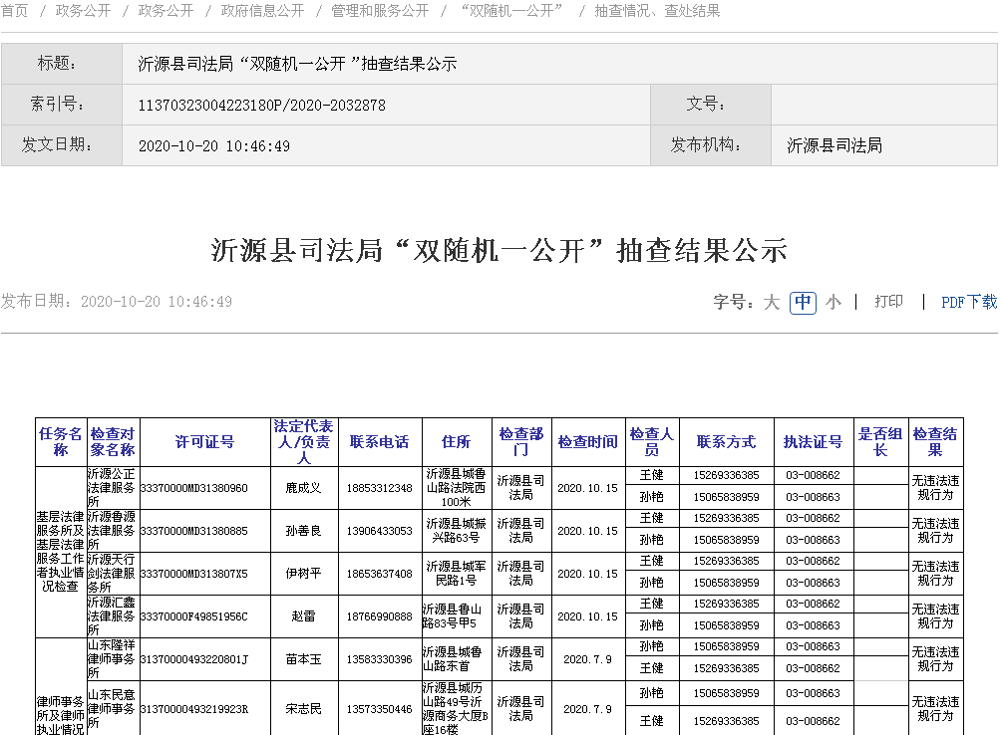 首页 / 政务公开 / 政务公开 / 政府信息公开 / 管理和服务公开 / “双随机一公开” / 抽查情况、查处结果
标题： 沂源县司法局“双随机一公开 ”抽查结果公示
索引号： 11370323004223180P/2020-2032878 文号：
发文日期： 2020-10-20 10:46:49 发布机构： 沂源县司法局
沂源县司法局“双随机一公开”抽查结果公示
发布日期：2020-10-20 10:46:49 字号：大 中 小 | 打印 | PDF下载
任务名称 检查对象名称 许可证号 法定代表人/负责人 联系电话 住所 检查部门 检查时间 检查人员 联系方式 执法证号 是否组长 检查结果
基层法律服务所及基层法律服务工作者执业情况检查
沂源公正法律服务所 33370000MD31380960 鹿成义 18853312348 沂源县城鲁山路法院西100米 沂源县司法局 2020.10.15 王健 15269336385 03-008662 无违法违规行为
孙艳 15065838959 03-008663
沂源鲁源法律服务所 33370000MD31380885 孙善良 13906433053 沂源县城振兴路63号 沂源县司法局 2020.10.15 王健 15269336385 03-008662 无违法违规行为
孙艳 15065838959 03-008663
沂源天行剑法律服务所 33370000MD313807X5 伊树平 18653637408 沂源县城军民路1号 沂源县司法局 2020.10.15 王健 15269336385 03-008662 无违法违规行为
孙艳 15065838959 03-008663
沂源汇鑫法律服务所 33370000F49851956C 赵雷 18766990888 沂源县鲁山路83号甲5 沂源县司法局 2020.10.15 王健 15269336385 03-008662 无违法违规行为
孙艳 15065838959 03-008663
律师事务所及律师执业情况
山东隆祥律师事务所 31370000493220801J 苗本玉 13583330396 沂源县城鲁山路东首 沂源县司法局 2020.7.9 孙艳 15065838959 03-008663 无违法违规行为
王健 15269336385 03-008662
山东民意律师事务所 31370000493219923R 宋志民 13573350446 沂源县城历山路49号沂源商务大厦B座16楼 沂源县司法局 2020.7.9 孙艳 15065838959 03-008663 无违法违规行为
王健 15269336385 03-008662